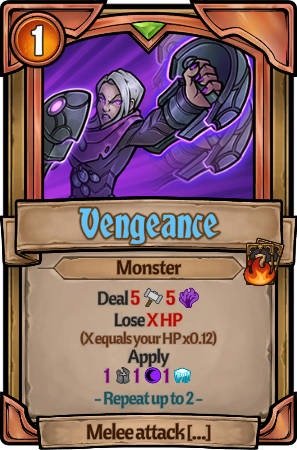 1
Vengeance
Monster
Deal 5 5
Lose X HP
(X equals your HP x0.12)
Apply
1 1 1
- Repeat up to 2 -
Melee attack [...]